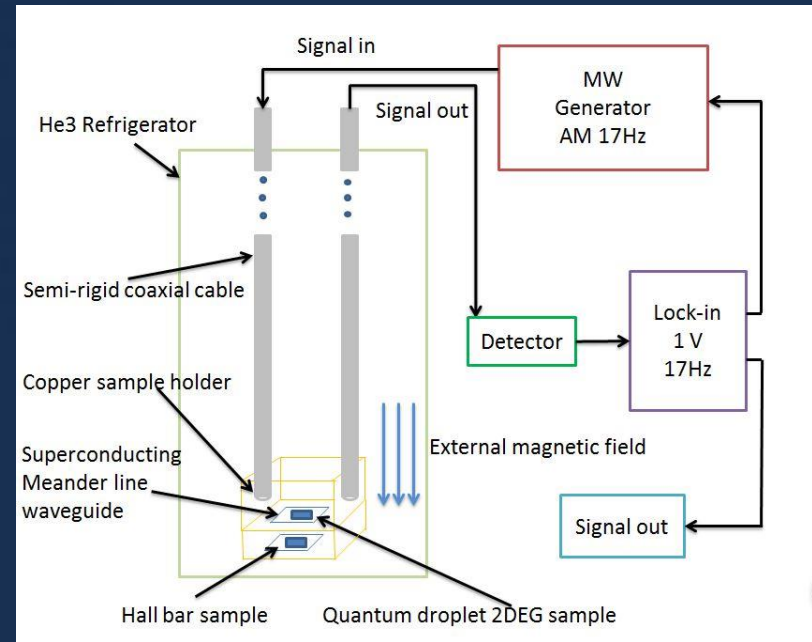 Signal in
MW
Generator
AM 17Hz
Signal out
He3 Refrigerator
Semi-rigid coaxial cable
Detector
Lock-in
1 V
17Hz
Copper sample holder
External magnetic field
Superconducting
Meander line
waveguide
Signal out
Hall bar sample
Quantum droplet 2DEG sample